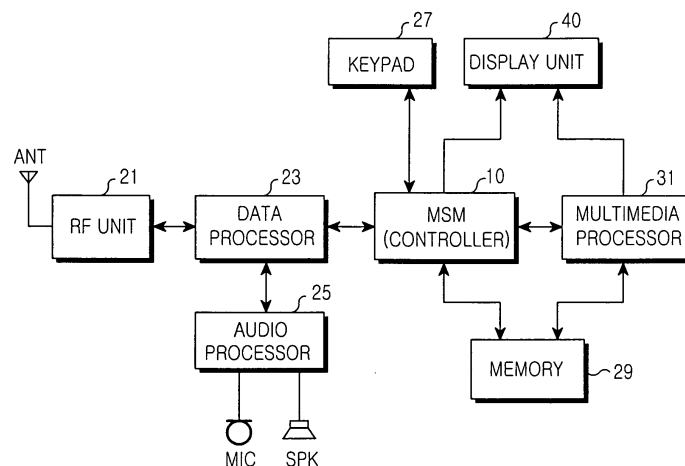 27
40
KEYPAD
DISPLAY UNIT
ANT
21
23
10
31
RF UNIT
DATA
PROCESSOR
MSM
(CONTROLLER)
MULTIMEDIA
PROCESSOR
25
AUDIO
PROCESSOR
MEMORY
29
MIC
SPK